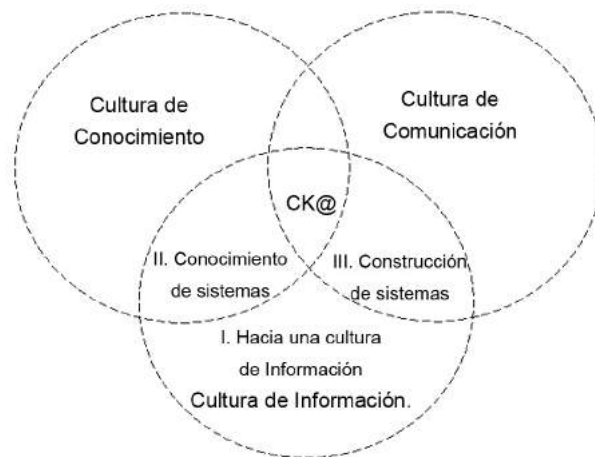 Cultura de
Conocimiento
Cultura de
Comunicación
CK@
II. Conocimiento
de sistemas
III. Construcción
de sistemas
I. Hacia una cultura
de Información
Cultura de Información.